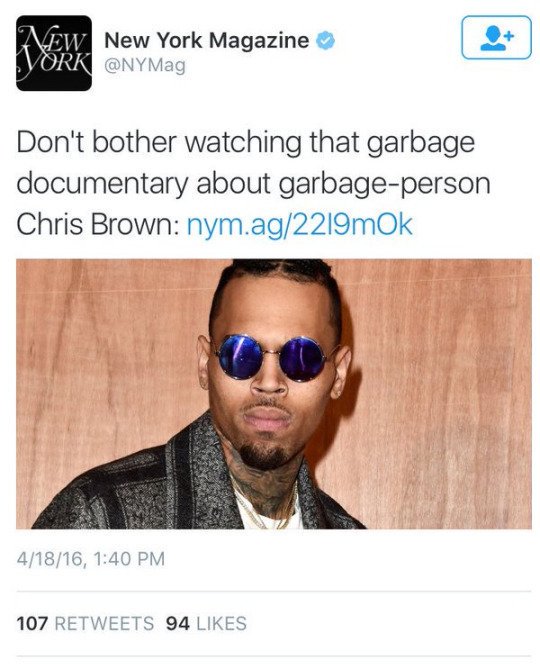 NEW
YORK
New York Magazine
@NYMag
Don't bother watching that garbage
documentary about garbage-person
Chris Brown: nym.ag/22I9mOk
4/18/16, 1:40 PM
107 RETWEETS 94 LIKES